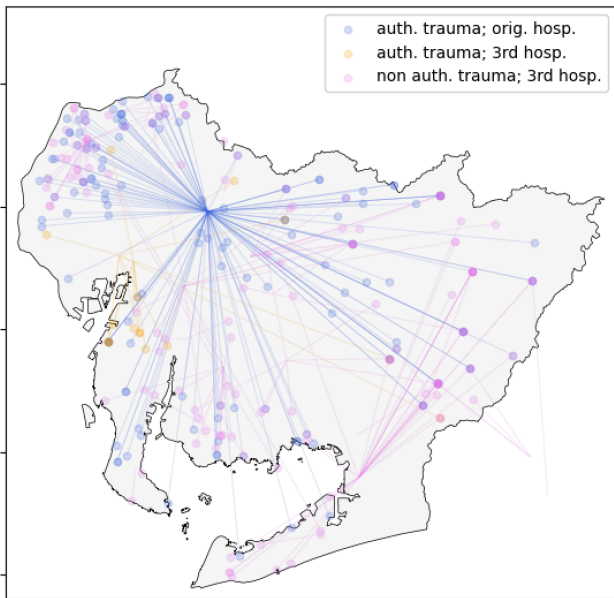 auth. trauma; orig. hosp.
auth. trauma; 3rd hosp.
non auth. trauma; 3rd hosp.